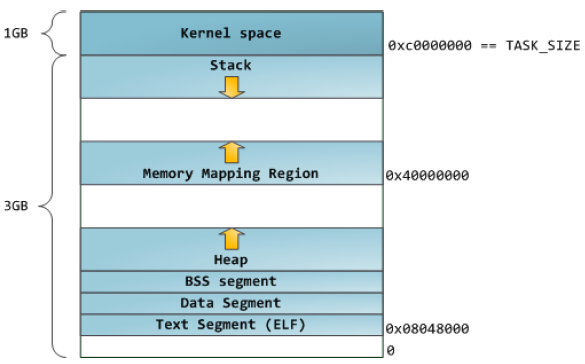 1GB
Kernel space
0xc0000000 == TASK_SIZE
Stack
Memory Mapping Region
0x40000000
3GB
Heap
BSS segment
Data Segment
Text Segment (ELF)
0x08048000
0